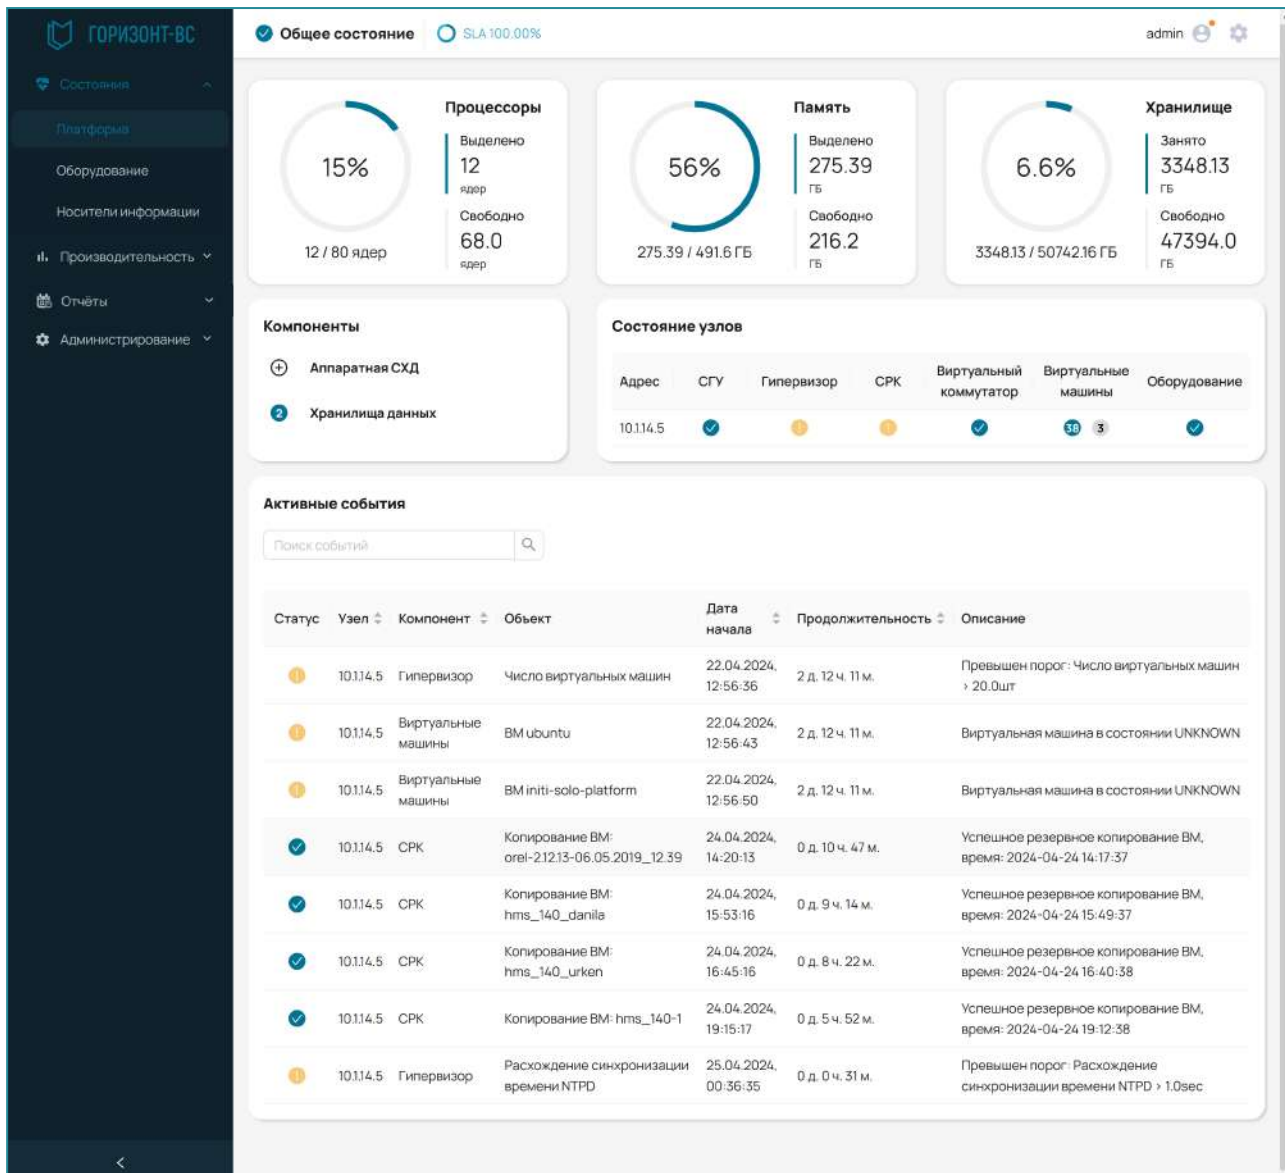 ГОРИЗОНТ-ВС
Состояния
Платформа
Оборудование
Носители информации
Производительность
Отчёты
Администрирование
Общее состояние
SLA 100.00%
admin
15%
12 / 80 ядер
Процессоры
Выделено
12
ядер
Свободно
68.0
ядер
56%
275.39 / 491.6 ГБ
Память
Выделено
275.39
ГБ
Свободно
216.2
ГБ
6.6%
3348.13 / 50742.16 ГБ
Хранилище
Занято
3348.13
ГБ
Свободно
47394.0
ГБ
Компоненты
Аппаратная СХД
2 Хранилища данных
Состояние узлов
Адрес СГУ Гипервизор СРК Виртуальный коммутатор Виртуальные машины Оборудование
10.1.14.5 38 3
Активные события
Поиск событий
Статус Узел Компонент Объект Дата начала Продолжительность Описание
10.1.14.5 Гипервизор Число виртуальных машин 22.04.2024, 12:56:36 2 д. 12 ч. 11 м. Превышен порог: Число виртуальных машин > 20.0шт
10.1.14.5 Виртуальные машины ВМ ubuntu 22.04.2024, 12:56:43 2 д. 12 ч. 11 м. Виртуальная машина в состоянии UNKNOWN
10.1.14.5 Виртуальные машины ВМ initi-solo-platform 22.04.2024, 12:56:50 2 д. 12 ч. 11 м. Виртуальная машина в состоянии UNKNOWN
10.1.14.5 СРК Копирование ВМ: orel-2.12.13-06.05.2019_12.39 24.04.2024, 14:20:13 0 д. 10 ч. 47 м. Успешное резервное копирование ВМ, время: 2024-04-24 14:17:37
10.1.14.5 СРК Копирование ВМ: hms_140_danila 24.04.2024, 15:53:16 0 д. 9 ч. 14 м. Успешное резервное копирование ВМ, время: 2024-04-24 15:49:37
10.1.14.5 СРК Копирование ВМ: hms_140_urken 24.04.2024, 16:45:16 0 д. 8 ч. 22 м. Успешное резервное копирование ВМ, время: 2024-04-24 16:40:38
10.1.14.5 СРК Копирование ВМ: hms_140-1 24.04.2024, 19:15:17 0 д. 5 ч. 52 м. Успешное резервное копирование ВМ, время: 2024-04-24 19:12:38
10.1.14.5 Гипервизор Расхождение синхронизации времени NTPD 25.04.2024, 00:36:35 0 д. 0 ч. 31 м. Превышен порог: Расхождение синхронизации времени NTPD > 1.0sec